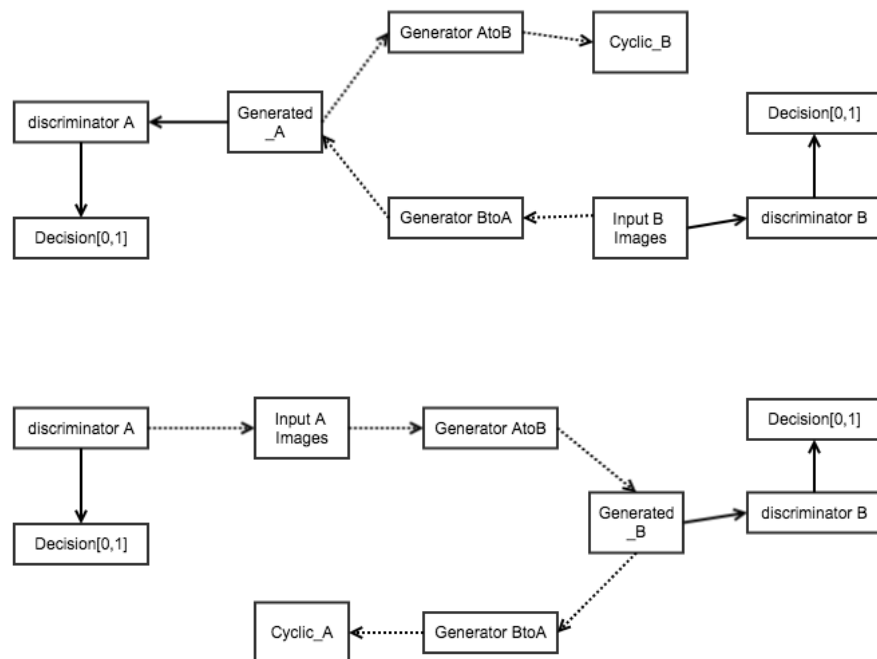 Generator AtoB
Cyclic_B
discriminator A
Generated
_A
Decision[0,1]
Generator BtoA
Input B
Images
discriminator B
Decision[0,1]
discriminator A
Input A
Images
Generator AtoB
Decision[0,1]
Generated
_B
discriminator B
Decision[0,1]
Cyclic_A
Generator BtoA